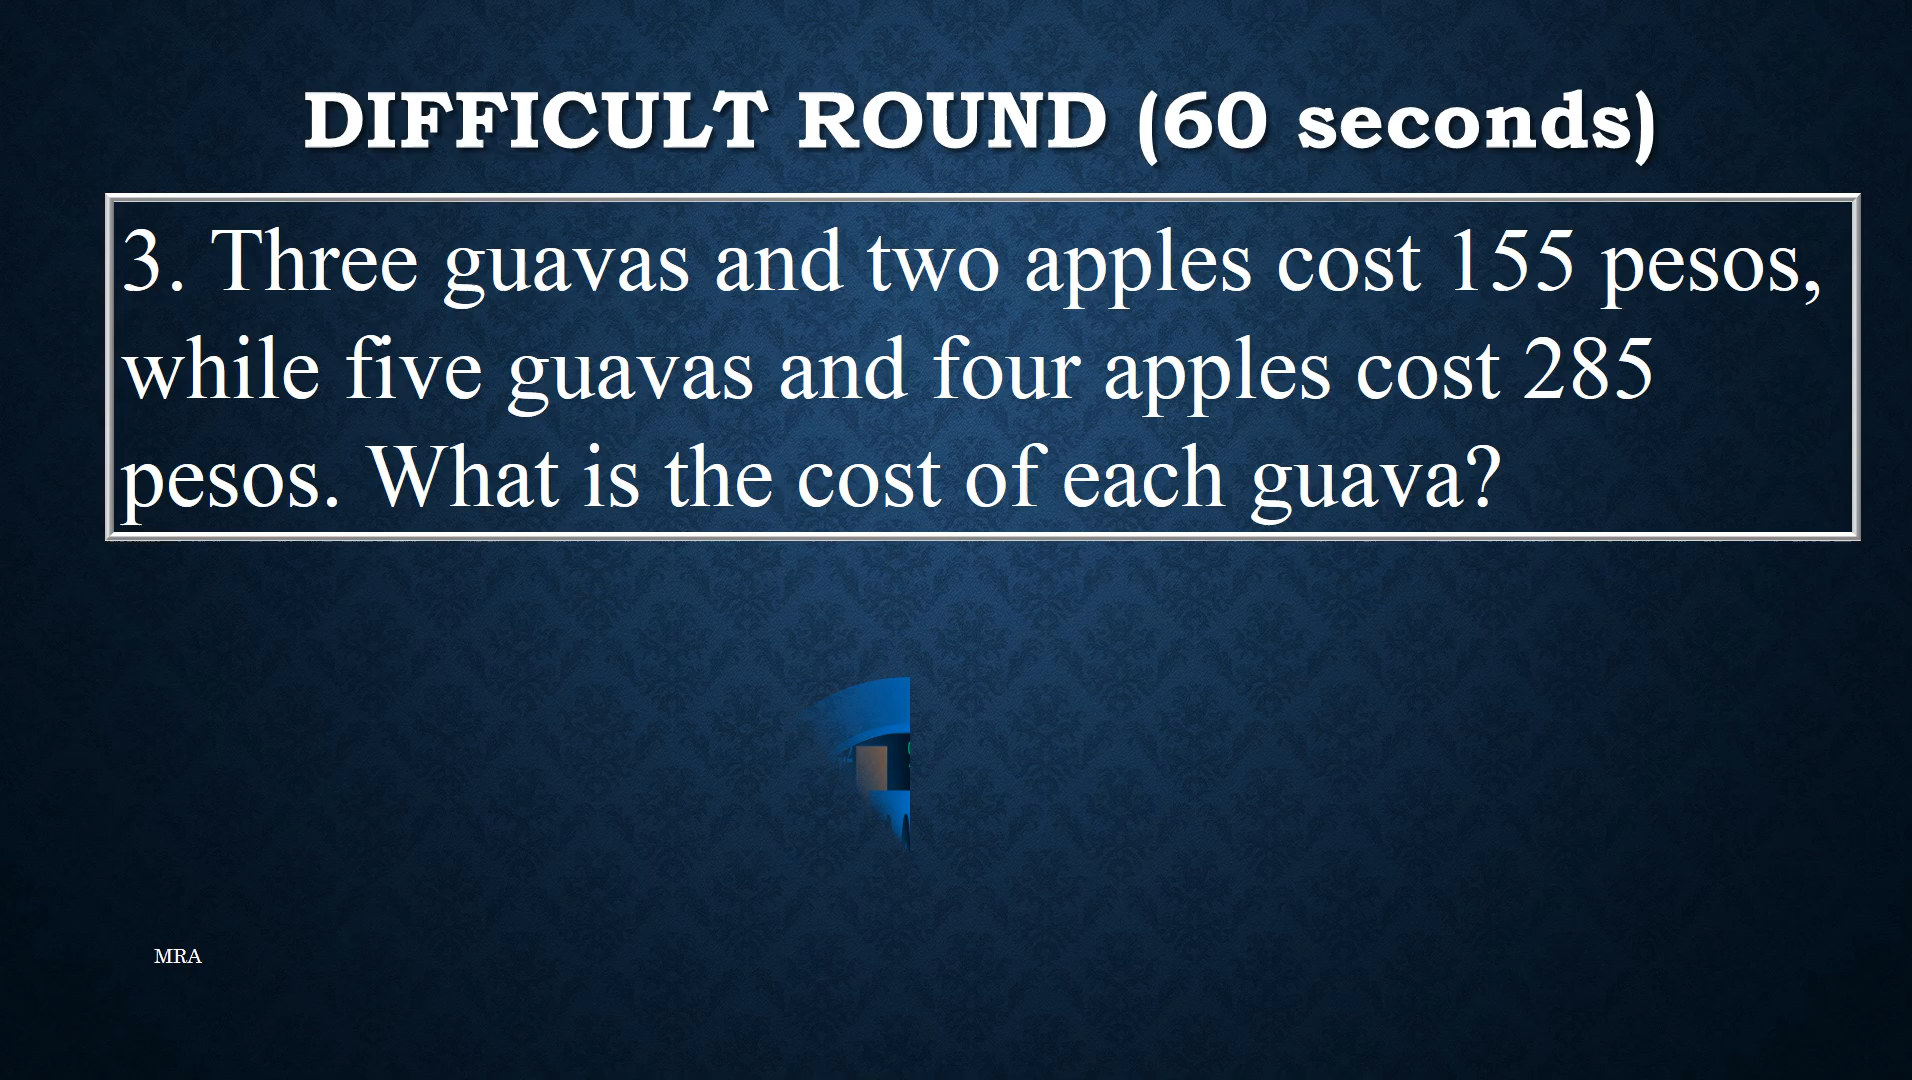 DIFFICULT ROUND (60 seconds)
3. Three guavas and two apples cost 155 pesos,
while five guavas and four apples cost 285
pesos. What is the cost of each guava?
MRA